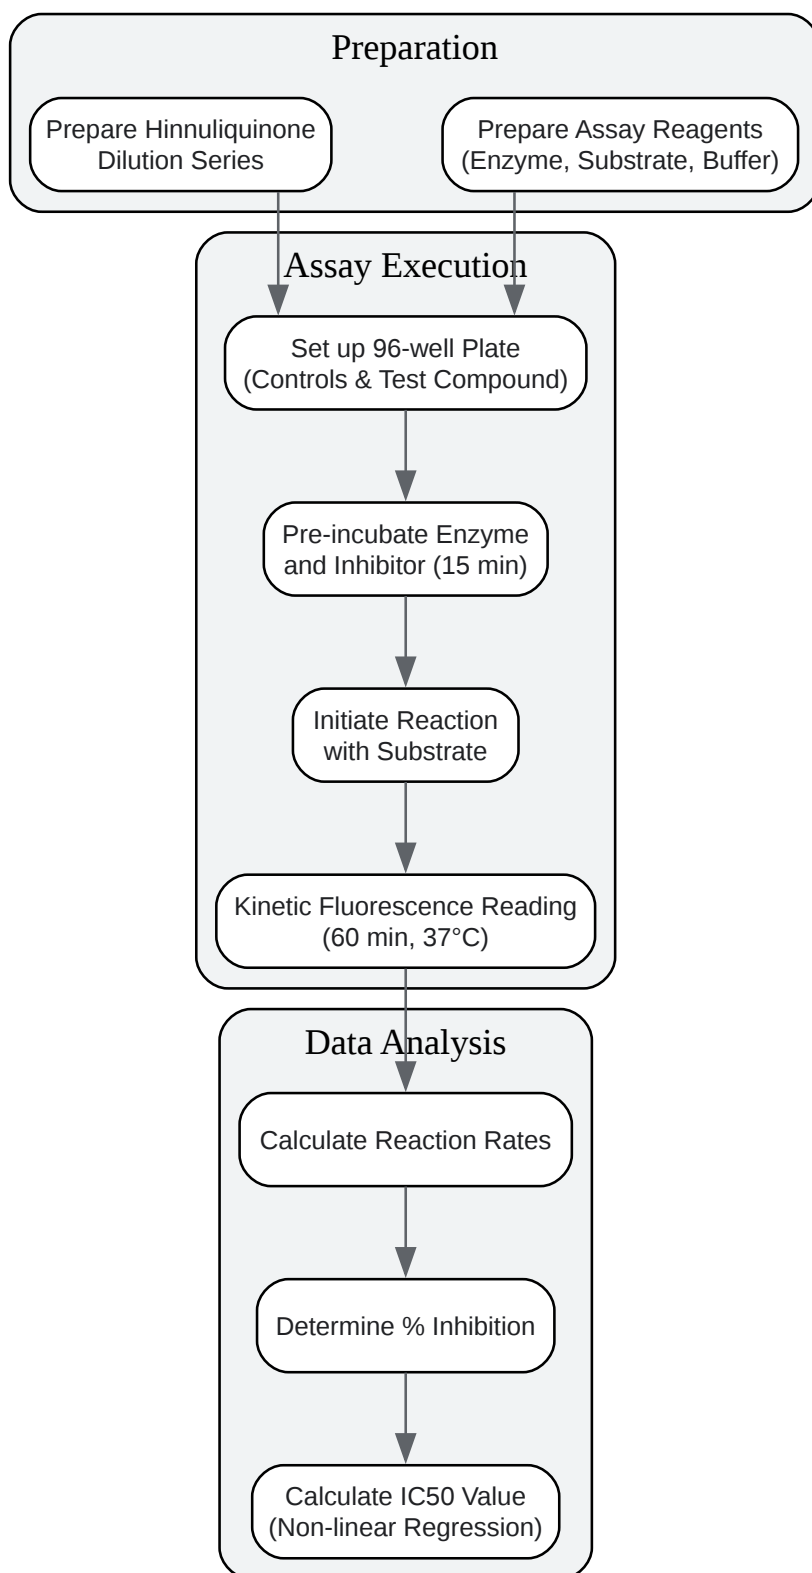 Preparation
Prepare Hinnuliquinone
Dilution Series
Prepare Assay Reagents
(Enzyme, Substrate, Buffer)
Assay Execution
Set up 96-well Plate
(Controls & Test Compound)
Pre-incubate Enzyme
and Inhibitor (15 min)
Initiate Reaction
with Substrate
Kinetic Fluorescence Reading
(60 min, 37°C)
Data Analysis
Calculate Reaction Rates
Determine % Inhibition
Calculate IC50 Value
(Non-linear Regression)